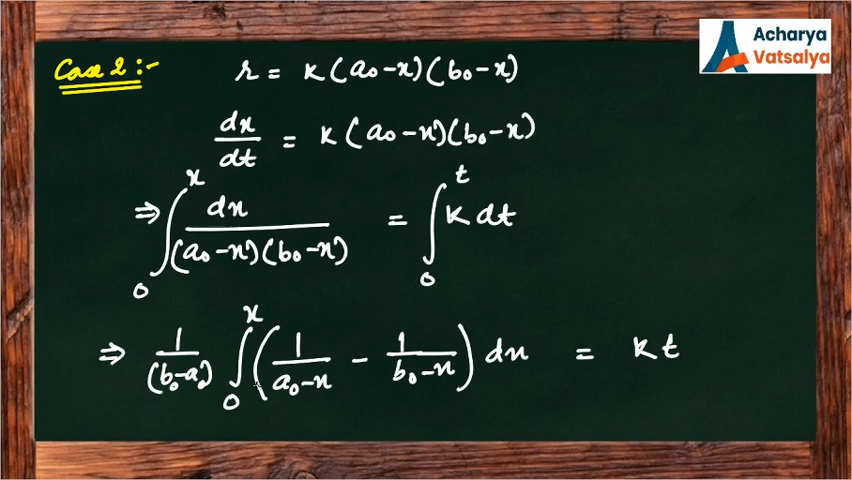 Acharya
Vatsalya
Case 2 :- r = K(a₀-x)(b₀-x)
dx/dt = K(a₀-x)(b₀-x)
⇒ ∫₀ˣ dx/((a₀-x)(b₀-x)) = ∫₀ᵗ K dt
⇒ 1/(b₀-a₀) ∫₀ˣ (1/(a₀-x) - 1/(b₀-x)) dx = Kt